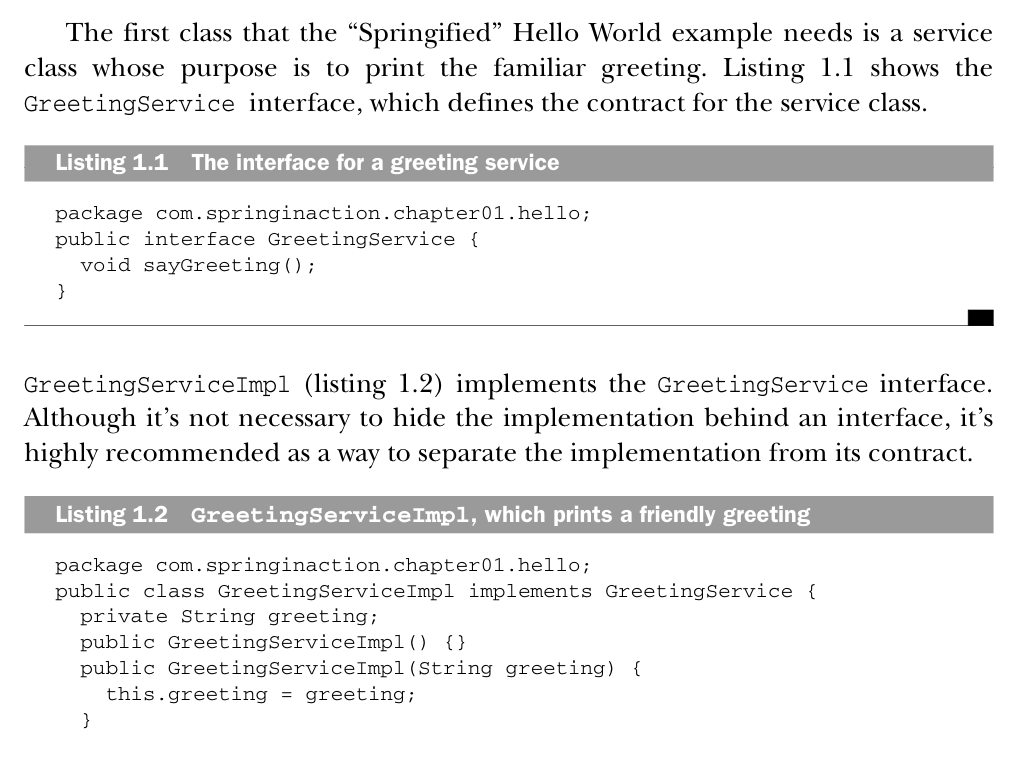 The first class that the “Springified” Hello World example needs is a service
class whose purpose is to print the familiar greeting. Listing 1.1 shows the
GreetingService interface, which defines the contract for the service class.
Listing 1.1 The interface for a greeting service
package com.springinaction.chapter01.hello;
public interface GreetingService {
  void sayGreeting();
}
GreetingServiceImpl (listing 1.2) implements the GreetingService interface.
Although it’s not necessary to hide the implementation behind an interface, it’s
highly recommended as a way to separate the implementation from its contract.
Listing 1.2 GreetingServiceImpl, which prints a friendly greeting
package com.springinaction.chapter01.hello;
public class GreetingServiceImpl implements GreetingService {
  private String greeting;
  public GreetingServiceImpl() {}
  public GreetingServiceImpl(String greeting) {
    this.greeting = greeting;
  }